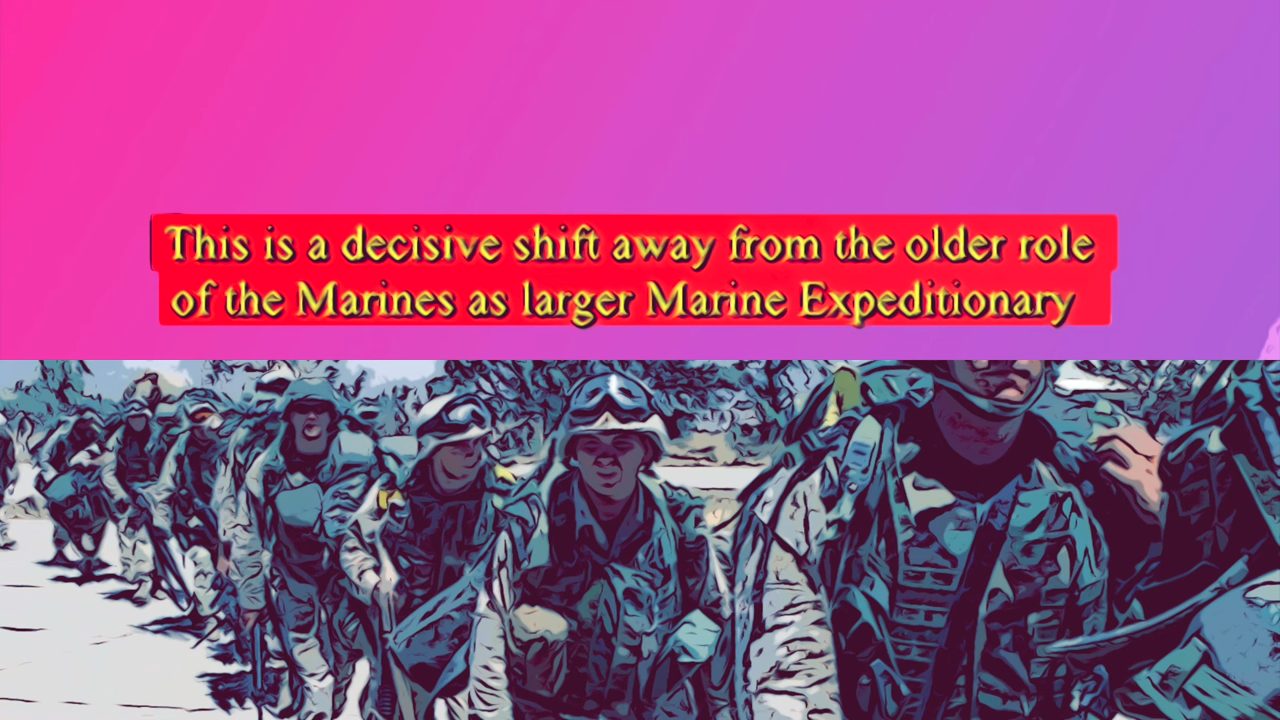 This is a decisive shift away from the older role
of the Marines as larger Marine Expeditionary